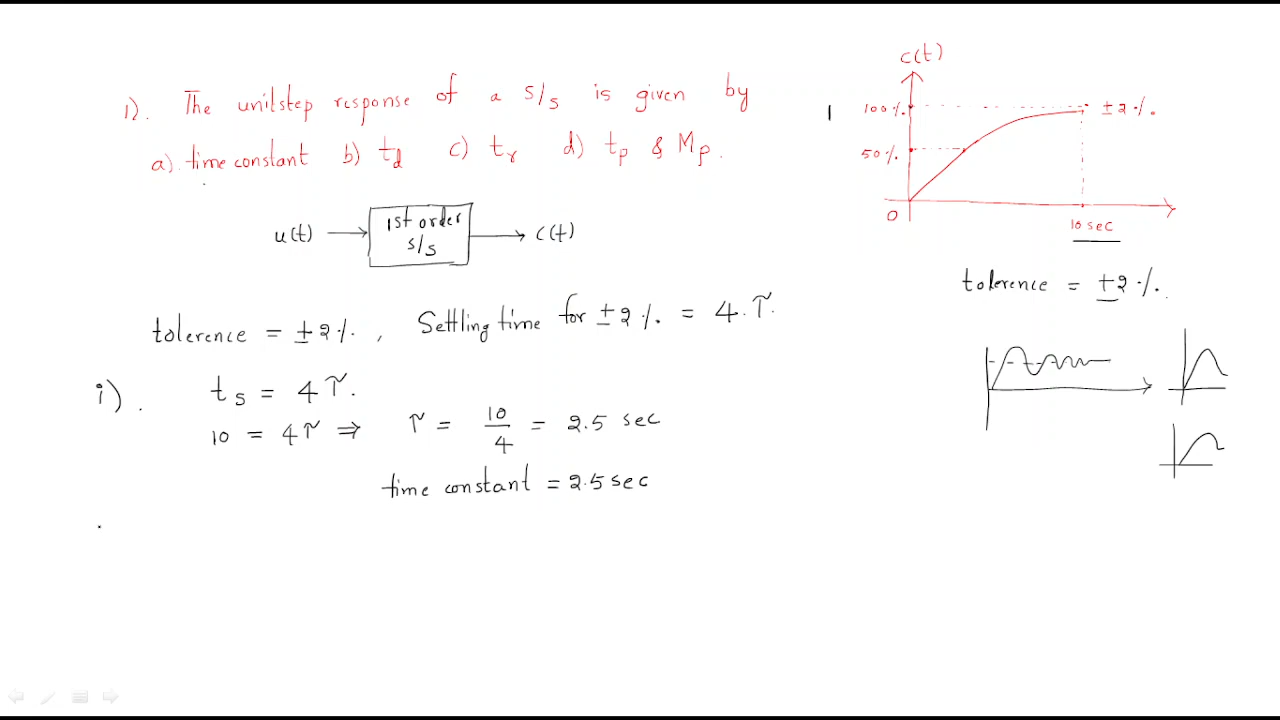 1). The unitstep response of a S/s is given by
a). time constant b) td c) tr d) tp & Mp.
c(t)
1 100 %. ±2 %.
50 %.
0
10 sec
u(t) 1st order S/s c(t)
tolerence = ±2 %.
tolerence = ±2 %. , Settling time for ±2 %. = 4.τ.
i). ts = 4τ.
10 = 4τ ⇒ τ = 10/4 = 2.5 sec
time constant = 2.5 sec